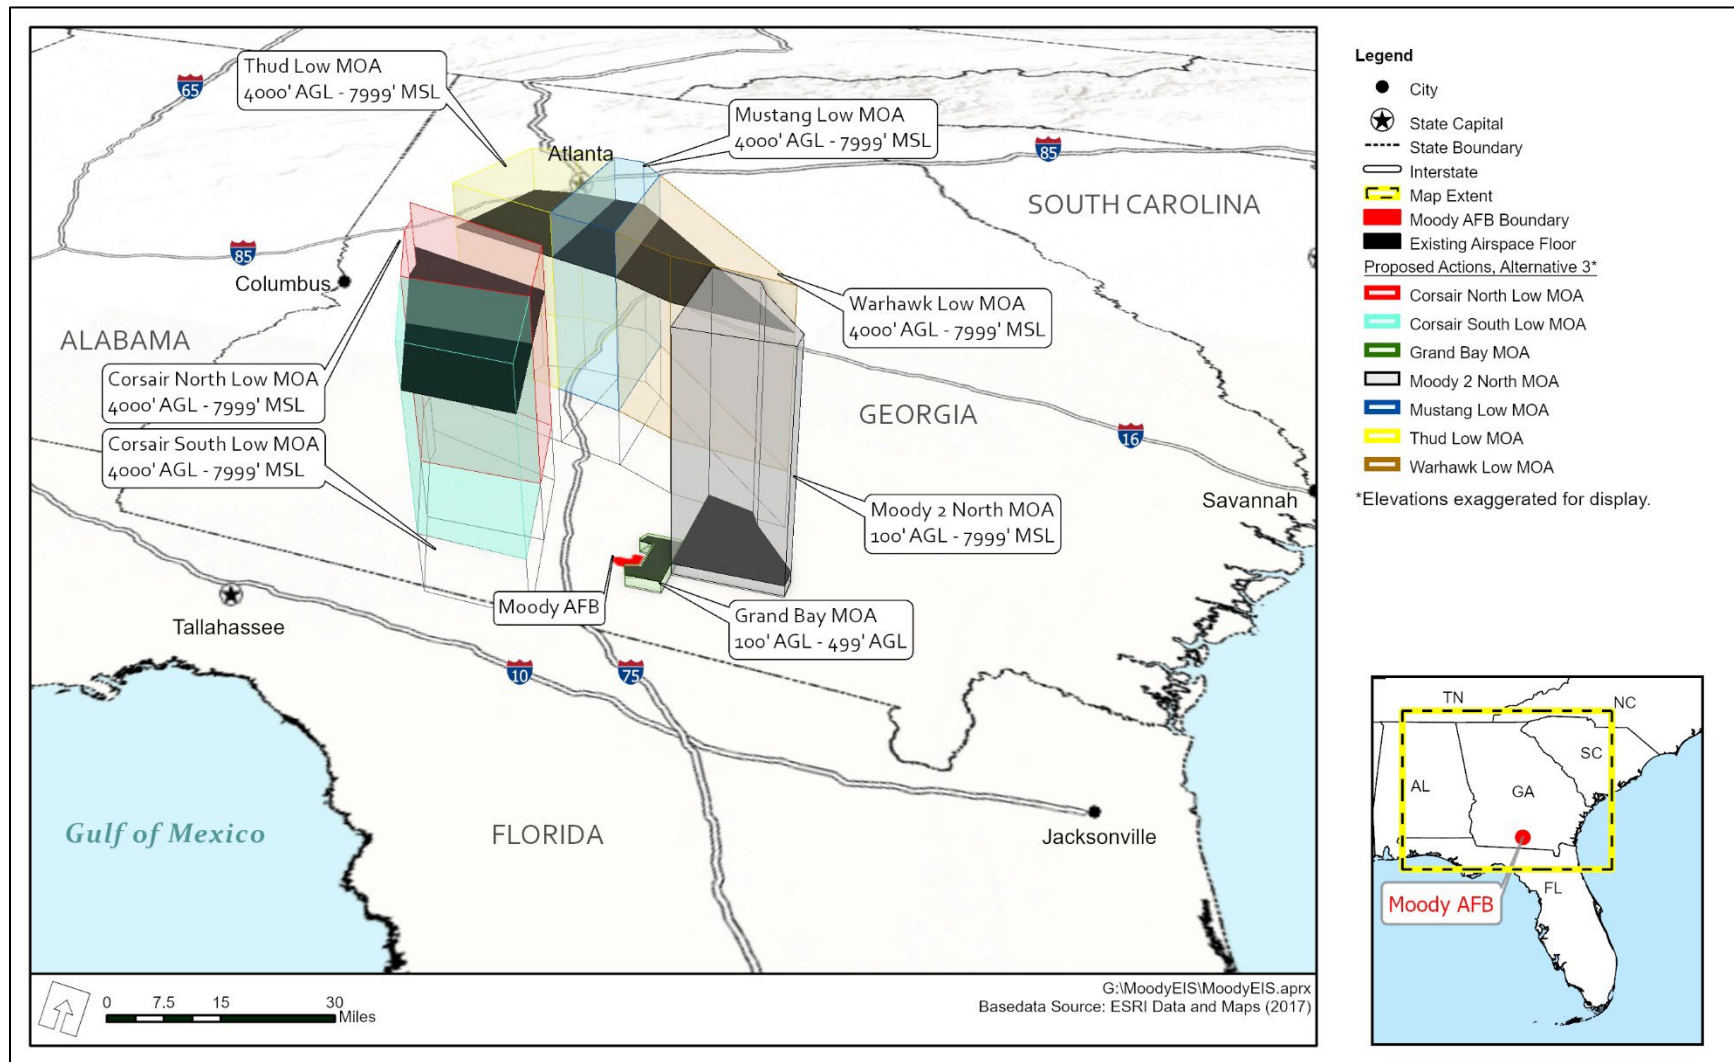 Thud Low MOA
4000' AGL - 7999' MSL
65
Mustang Low MOA
4000' AGL - 7999' MSL
Atlanta
85
SOUTH CAROLINA
85
Columbus
Warhawk Low MOA
4000' AGL - 7999' MSL
ALABAMA
Corsair North Low MOA
4000' AGL - 7999' MSL
GEORGIA
16
Corsair South Low MOA
4000' AGL - 7999' MSL
Savannah
Moody 2 North MOA
100' AGL - 7999' MSL
Moody AFB
Grand Bay MOA
100' AGL - 499' AGL
Tallahassee
10
75
Gulf of Mexico
FLORIDA
Jacksonville
0 7.5 15 30
Miles
G:\MoodyEIS\MoodyEIS.aprx
Basedata Source: ESRI Data and Maps (2017)
Legend
City
State Capital
State Boundary
Interstate
Map Extent
Moody AFB Boundary
Existing Airspace Floor
Proposed Actions, Alternative 3*
Corsair North Low MOA
Corsair South Low MOA
Grand Bay MOA
Moody 2 North MOA
Mustang Low MOA
Thud Low MOA
Warhawk Low MOA
*Elevations exaggerated for display.
TN
NC
SC
AL
GA
FL
Moody AFB